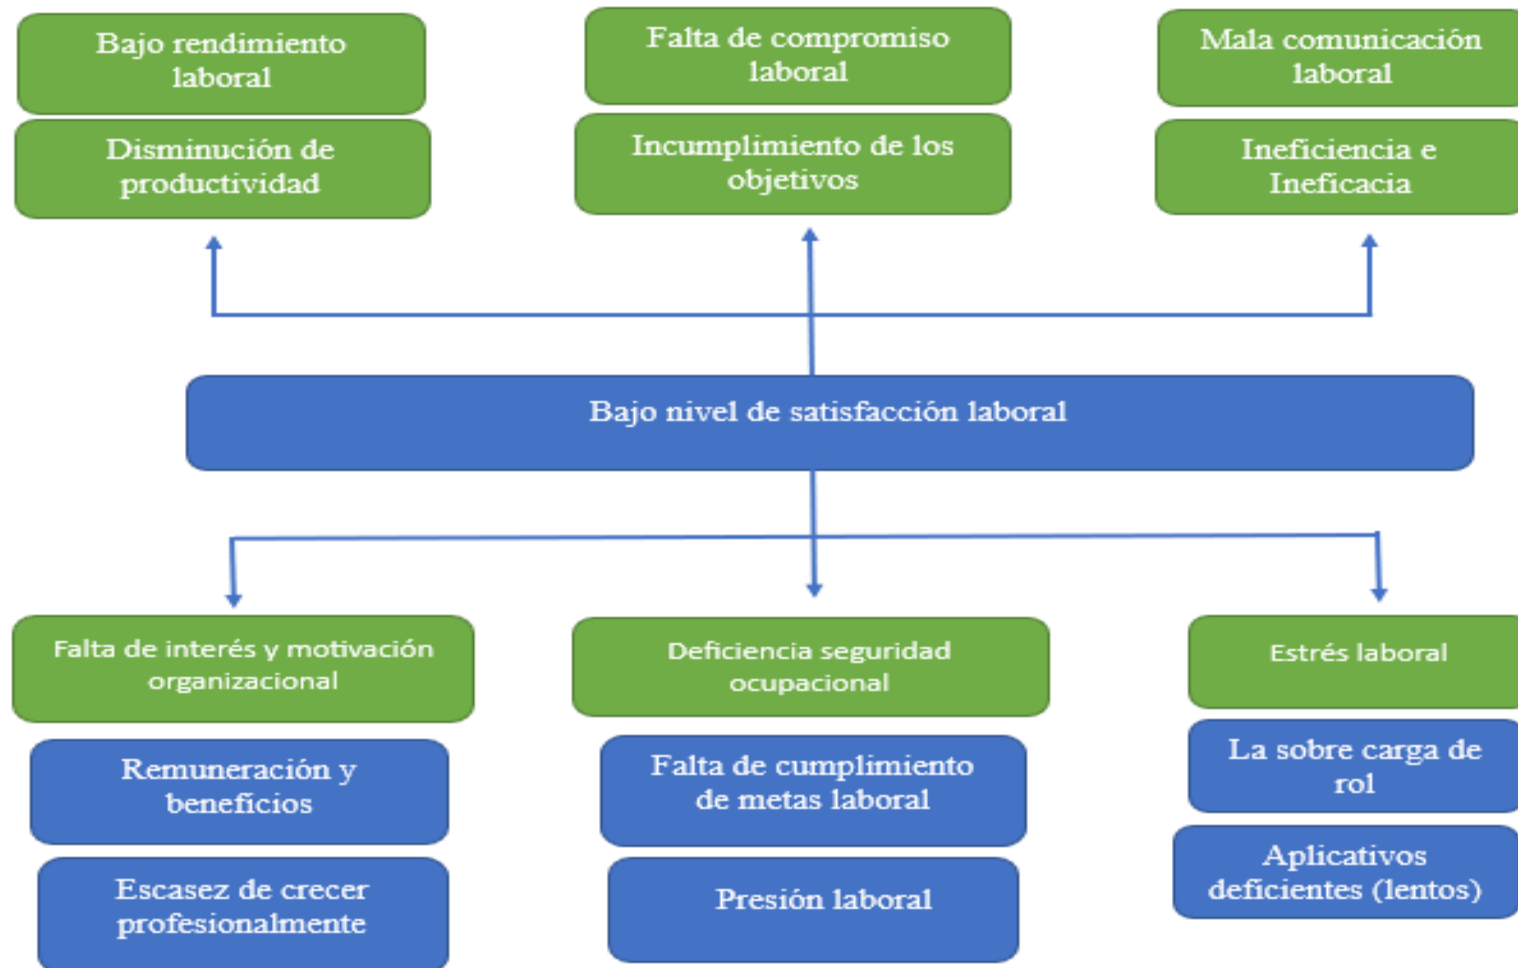 Bajo rendimiento
laboral
Falta de compromiso
laboral
Mala comunicación
laboral
Disminución de
productividad
Incumplimiento de los
objetivos
Ineficiencia e
Ineficacia
Bajo nivel de satisfacción laboral
Falta de interés y motivación
organizacional
Deficiencia seguridad
ocupacional
Estrés laboral
Remuneración y
beneficios
Falta de cumplimiento
de metas laboral
La sobre carga de
rol
Escasez de crecer
profesionalmente
Presión laboral
Aplicativos
deficientes (lentos)